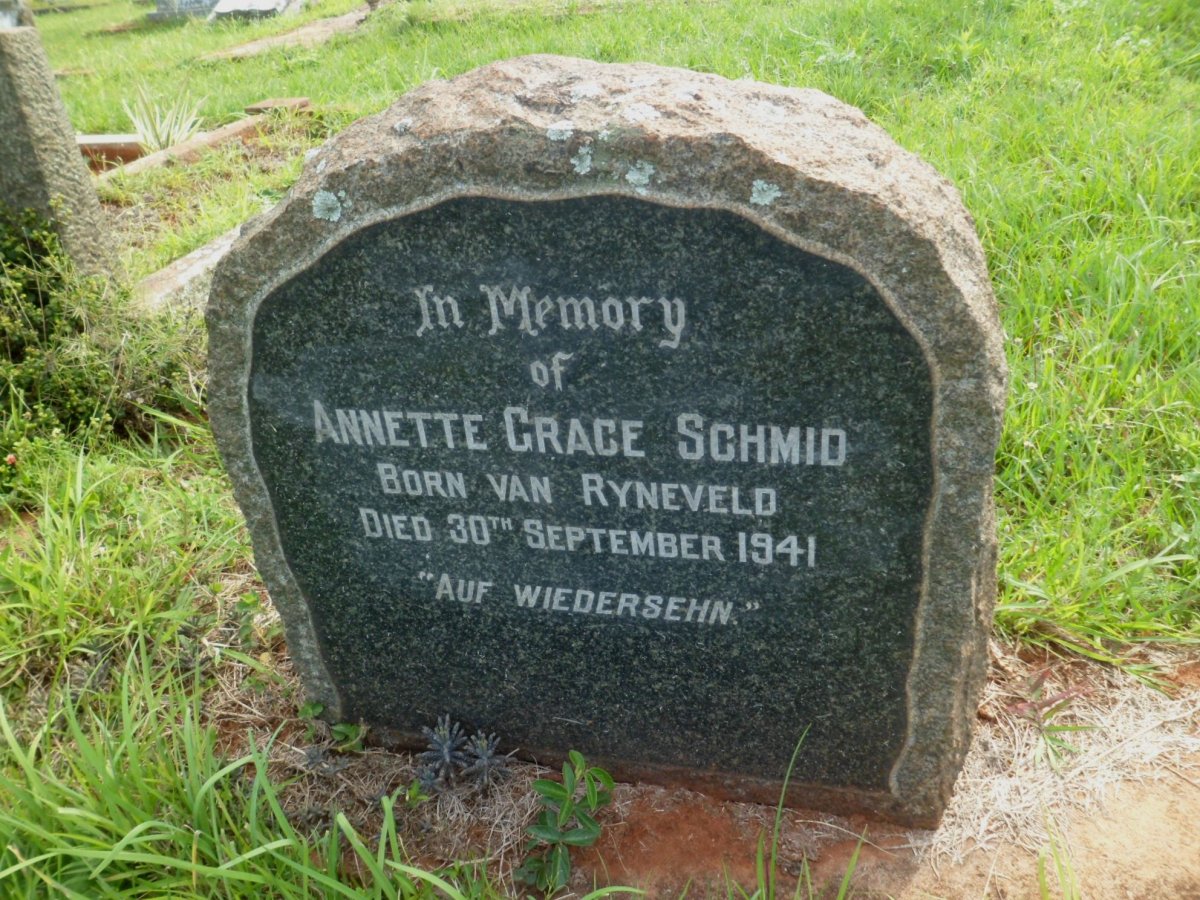 In Memory
of
ANNETTE GRACE SCHMID
BORN VAN RYNEVELD
DIED 30TH SEPTEMBER 1941
"AUF WIEDERSEHN."